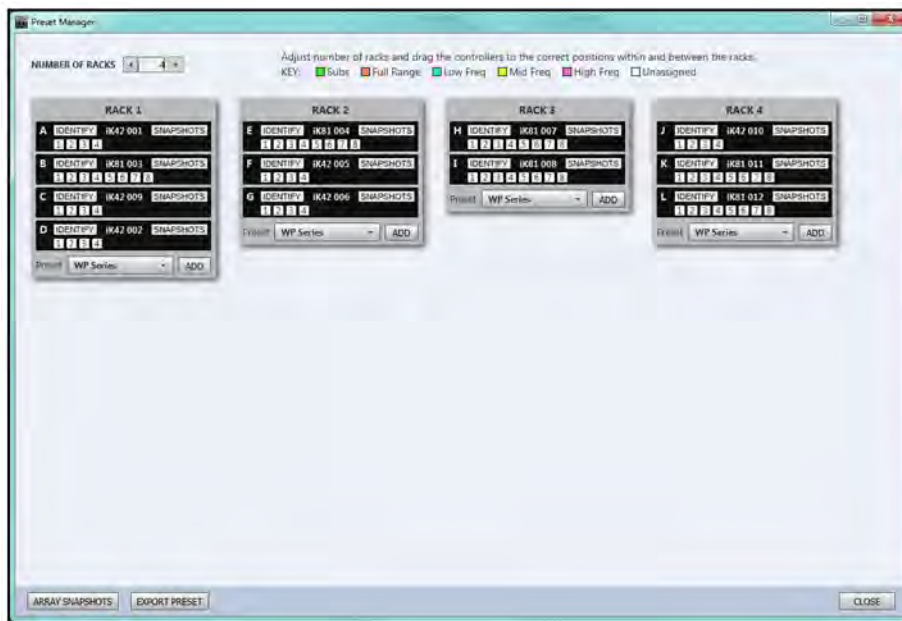 Preset Manager
NUMBER OF RACKS 4
Adjust number of racks and drag the controllers to the correct positions within and between the racks.
KEY: Subs Full Range Low Freq Mid Freq High Freq Unassigned
RACK 1
A IDENTIFY iK42 001 SNAPSHOTS
1 2 3 4
B IDENTIFY iK81 003 SNAPSHOTS
1 2 3 4 5 6 7 8
C IDENTIFY iK42 009 SNAPSHOTS
1 2 3 4
D IDENTIFY iK42 002 SNAPSHOTS
1 2 3 4
Preset WP Series ADD
RACK 2
E IDENTIFY iK81 004 SNAPSHOTS
1 2 3 4 5 6 7 8
F IDENTIFY iK42 005 SNAPSHOTS
1 2 3 4
G IDENTIFY iK42 006 SNAPSHOTS
1 2 3 4
Preset WP Series ADD
RACK 3
H IDENTIFY iK81 007 SNAPSHOTS
1 2 3 4 5 6 7 8
I IDENTIFY iK81 008 SNAPSHOTS
1 2 3 4 5 6 7 8
Preset WP Series ADD
RACK 4
J IDENTIFY iK42 010 SNAPSHOTS
1 2 3 4
K IDENTIFY iK81 011 SNAPSHOTS
1 2 3 4 5 6 7 8
L IDENTIFY iK81 012 SNAPSHOTS
1 2 3 4 5 6 7 8
Preset WP Series ADD
ARRAY SNAPSHOTS EXPORT PRESET CLOSE